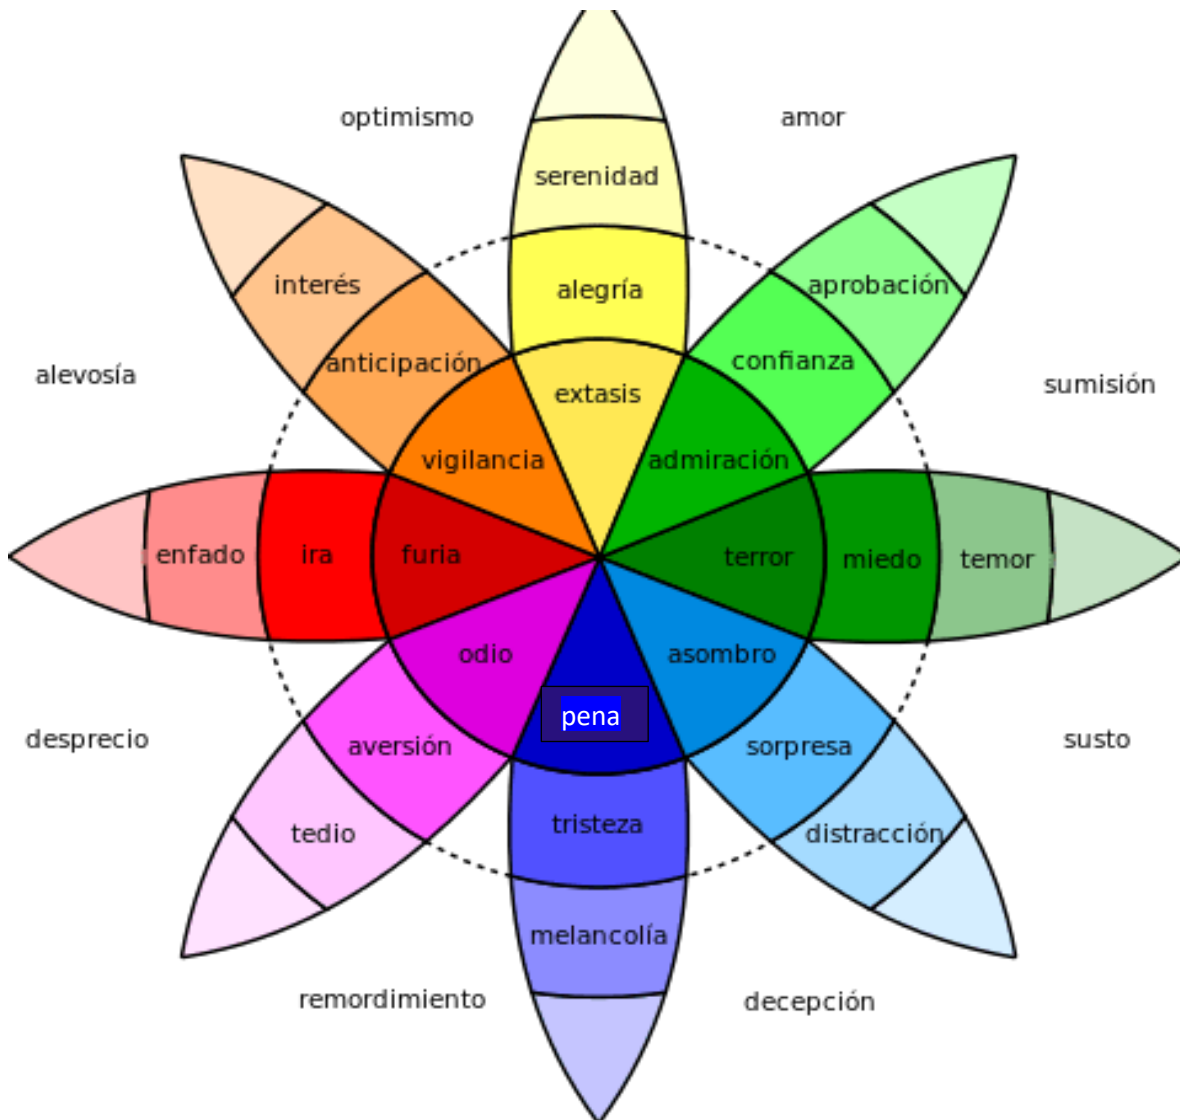 optimismo
amor
serenidad
interés
aprobación
alegría
anticipación
confianza
alevosía
sumisión
extasis
vigilancia
admiración
enfado
ira
furia
terror
miedo
temor
odio
asombro
pena
desprecio
aversión
sorpresa
susto
tedio
tristeza
distracción
melancolía
remordimiento
decepción